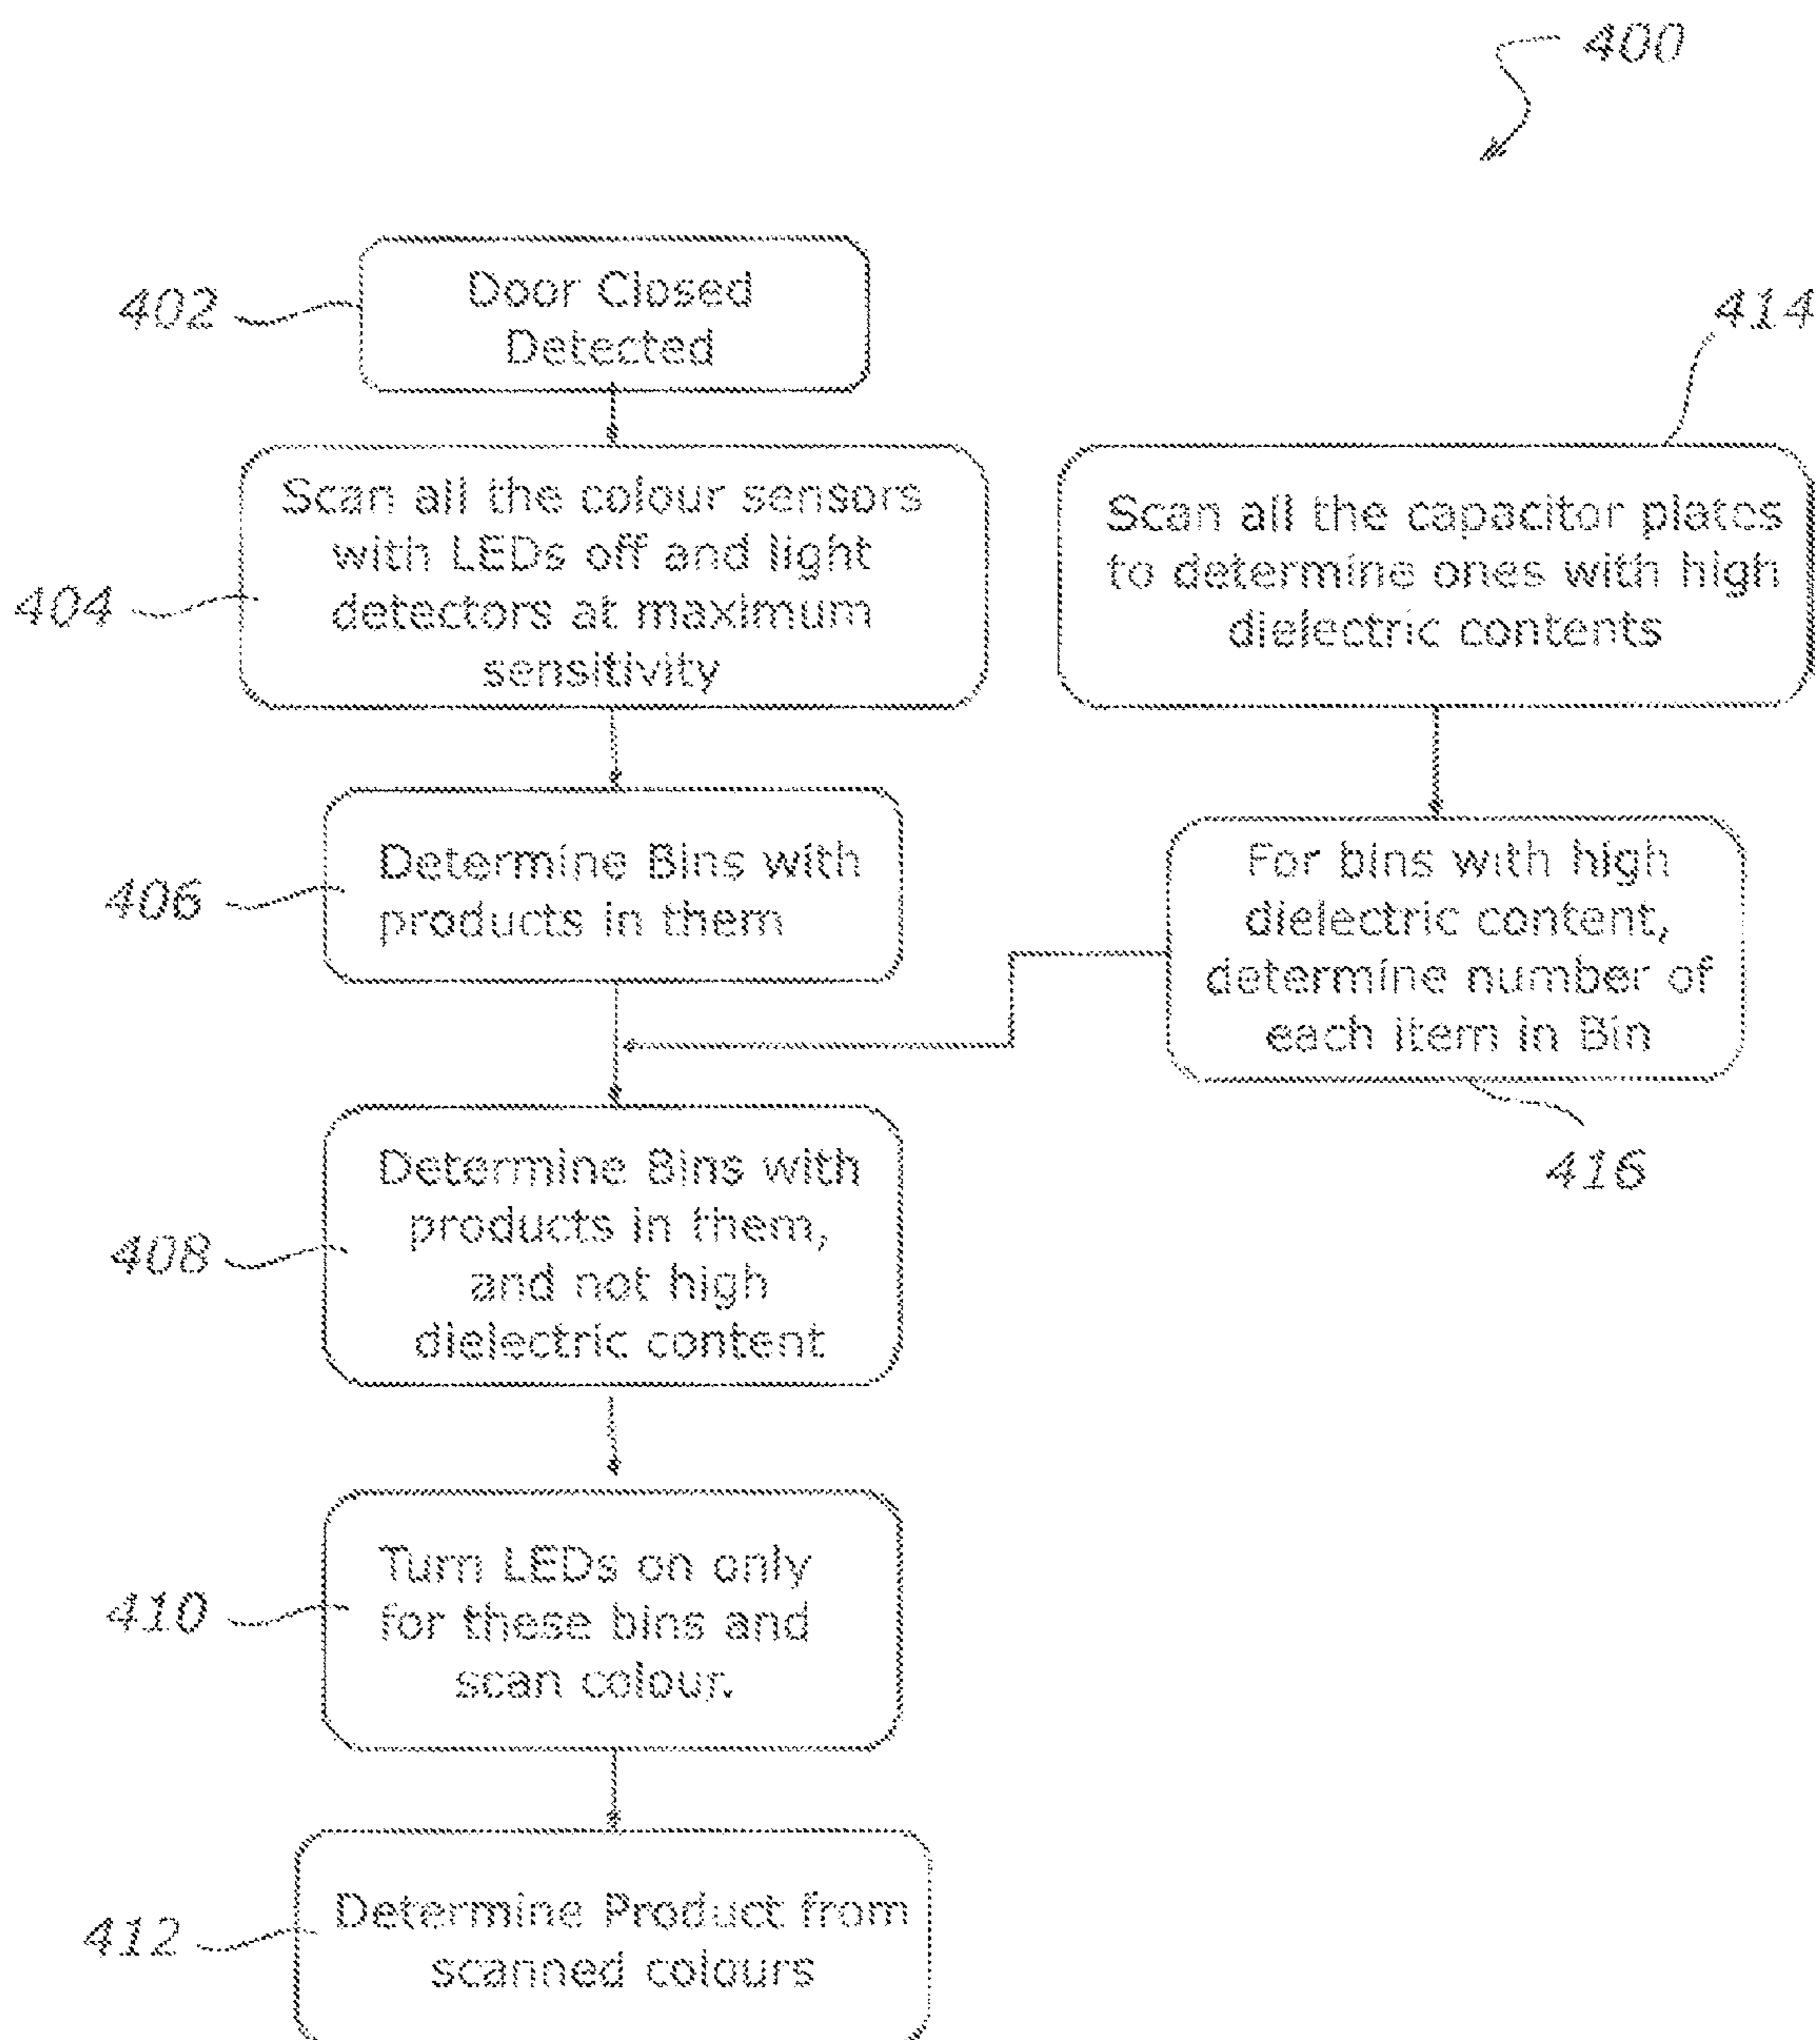 400
402
Door Closed
Detected
404
Scan all the colour sensors
with LEDs off and light
detectors at maximum
sensitivity
414
Scan all the capacitor plates
to determine ones with high
dielectric contents
406
Determine Bins with
products in them
For bins with high
dielectric content,
determine number of
each item in Bin
416
408
Determine Bins with
products in them,
and not high
dielectric content
410
Turn LEDs on only
for these bins and
scan colour.
412
Determine Product from
scanned colours